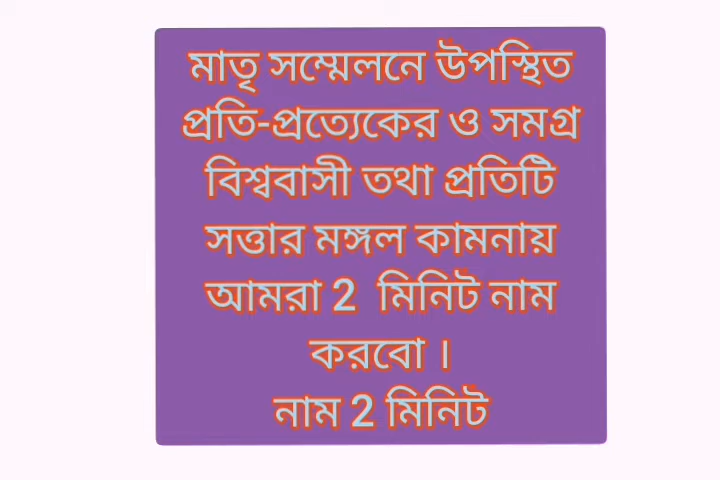 মাতৃ সম্মেলনে উপস্থিত
প্রতি-প্রত্যেকের ও সমগ্র
বিশ্ববাসী তথা প্রতিটি
সত্তার মঙ্গল কামনায়
আমরা 2 মিনিট নাম
করবো ।
নাম 2 মিনিট